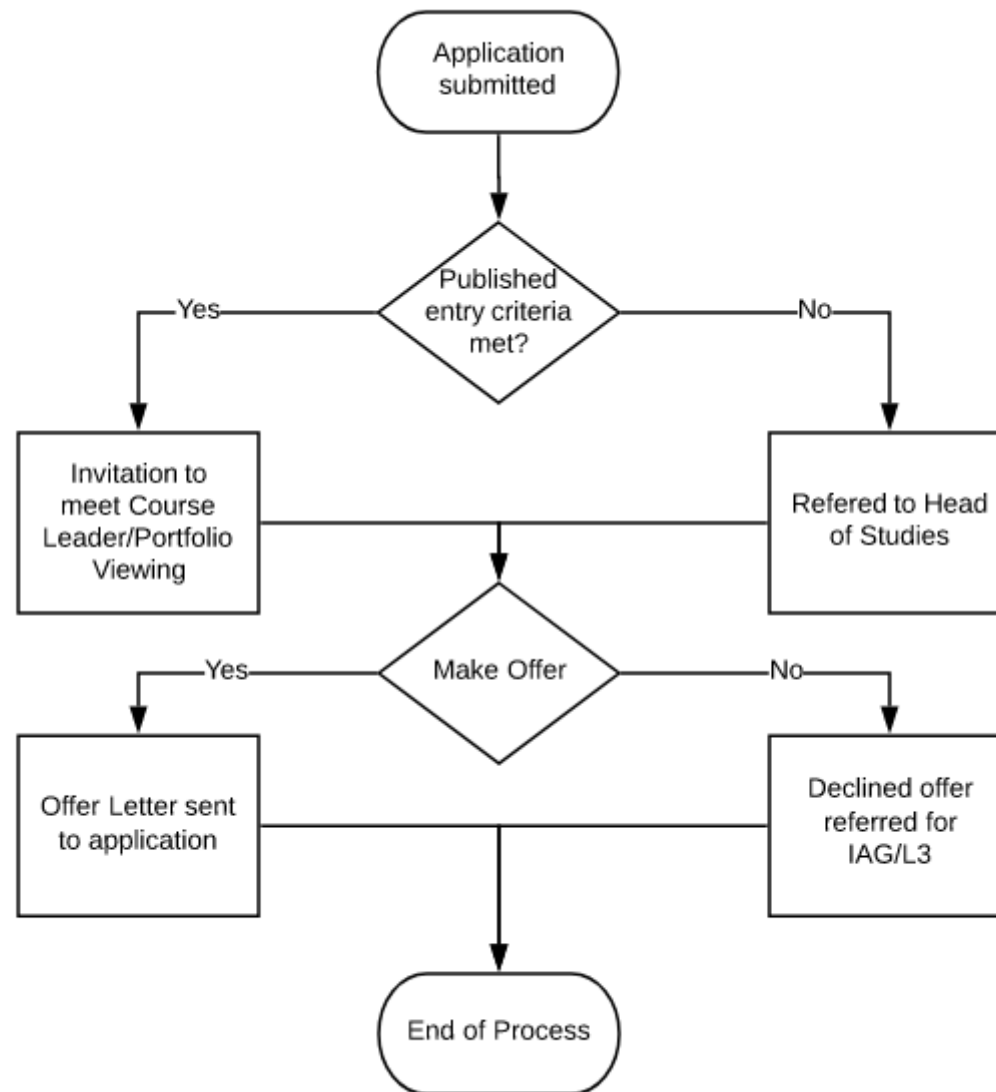 Application
submitted
Published
entry criteria
met?
Yes
No
Invitation to
meet Course
Leader/Portfolio
Viewing
Refered to Head
of Studies
Make Offer
Yes
No
Offer Letter sent
to application
Declined offer
referred for
IAG/L3
End of Process